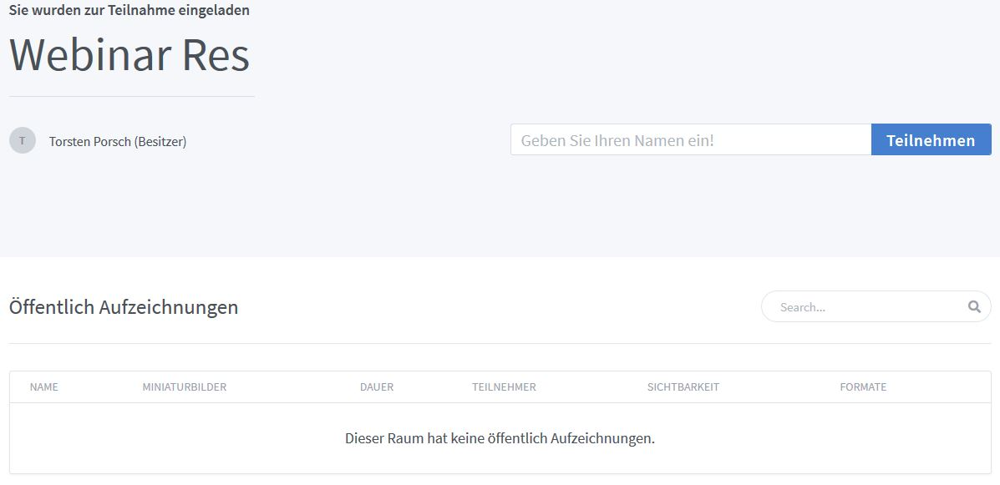 Sie wurden zur Teilnahme eingeladen
Webinar Res
T
Torsten Porsch (Besitzer)
Geben Sie Ihren Namen ein!
Teilnehmen
Öffentlich Aufzeichnungen
Search...
NAME MINIATURBILDER DAUER TEILNEHMER SICHTBARKEIT FORMATE
Dieser Raum hat keine öffentlich Aufzeichnungen.